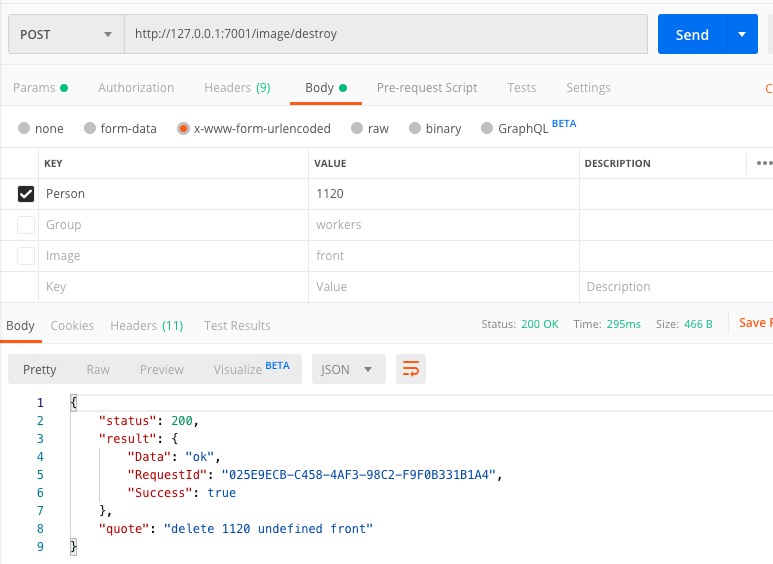 POST http://127.0.0.1:7001/image/destroy Send
Params Authorization Headers (9) Body Pre-request Script Tests Settings C
none form-data x-www-form-urlencoded raw binary GraphQL BETA
KEY VALUE DESCRIPTION
Person 1120
Group workers
Image front
Key Value Description
Body Cookies Headers (11) Test Results Status: 200 OK Time: 295ms Size: 466 B Save R
Pretty Raw Preview Visualize BETA JSON
1 {
2 "status": 200,
3 "result": {
4 "Data": "ok",
5 "RequestId": "025E9ECB-C458-4AF3-98C2-F9F0B331B1A4",
6 "Success": true
7 },
8 "quote": "delete 1120 undefined front"
9 }